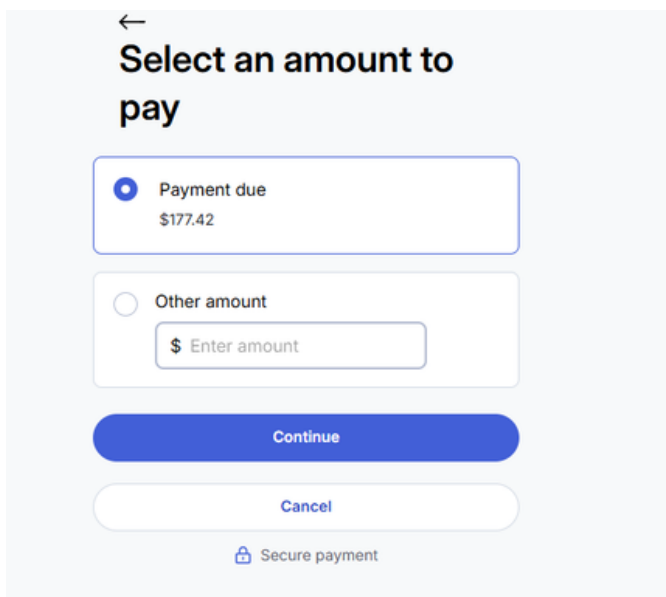 Select an amount to
pay
Payment due
$177.42
Other amount
$ Enter amount
Continue
Cancel
Secure payment